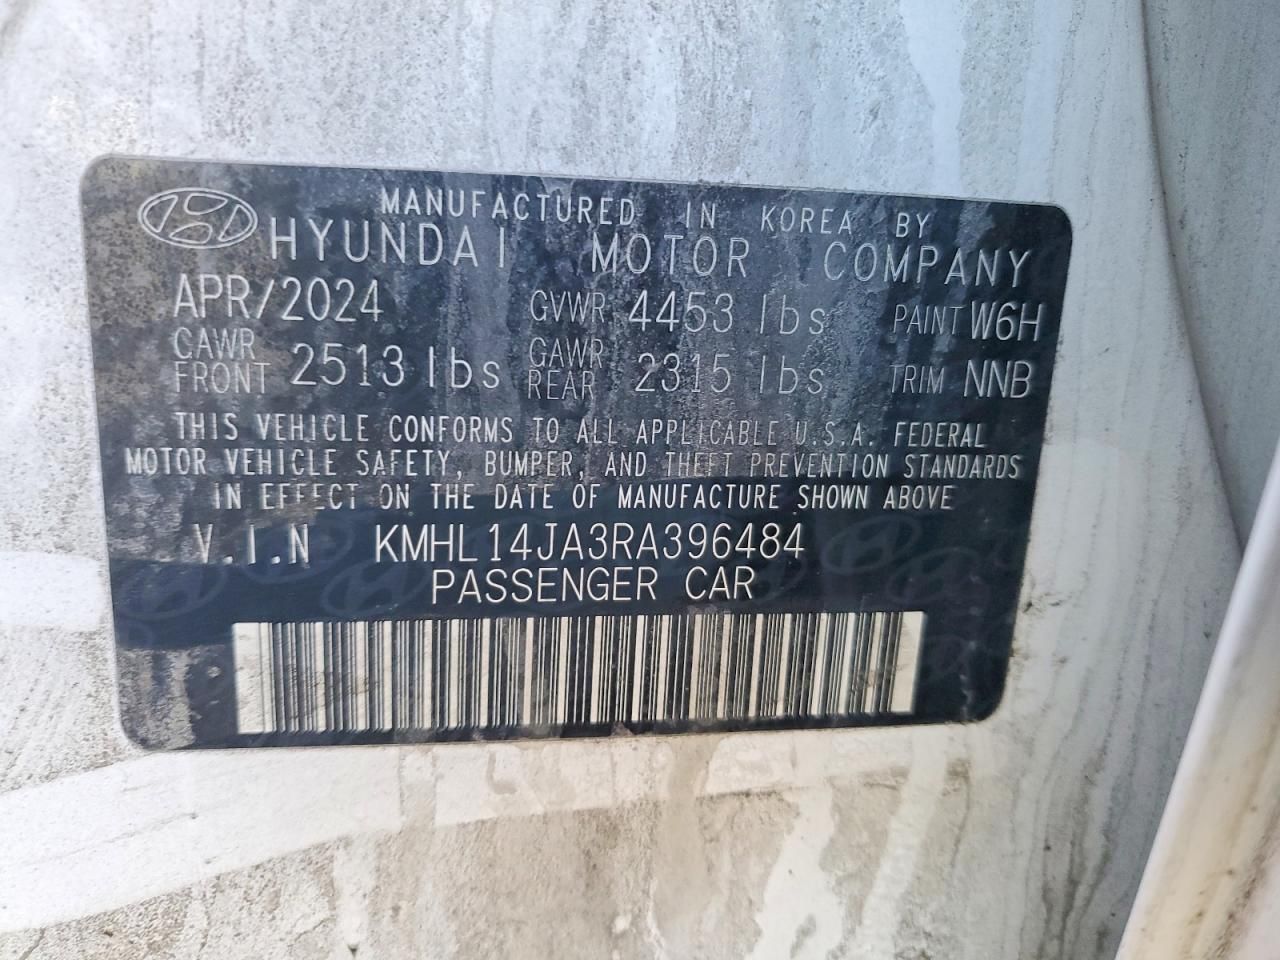 MANUFACTURED IN KOREA BY
HYUNDAI MOTOR COMPANY
APR/2024 GVWR 4453 lbs PAINT W6H
GAWR FRONT 2513 lbs GAWR REAR 2315 lbs TRIM NNB
THIS VEHICLE CONFORMS TO ALL APPLICABLE U.S.A. FEDERAL
MOTOR VEHICLE SAFETY, BUMPER, AND THEFT PREVENTION STANDARDS
IN EFFECT ON THE DATE OF MANUFACTURE SHOWN ABOVE
V.I.N KMHL14JA3RA396484
PASSENGER CAR